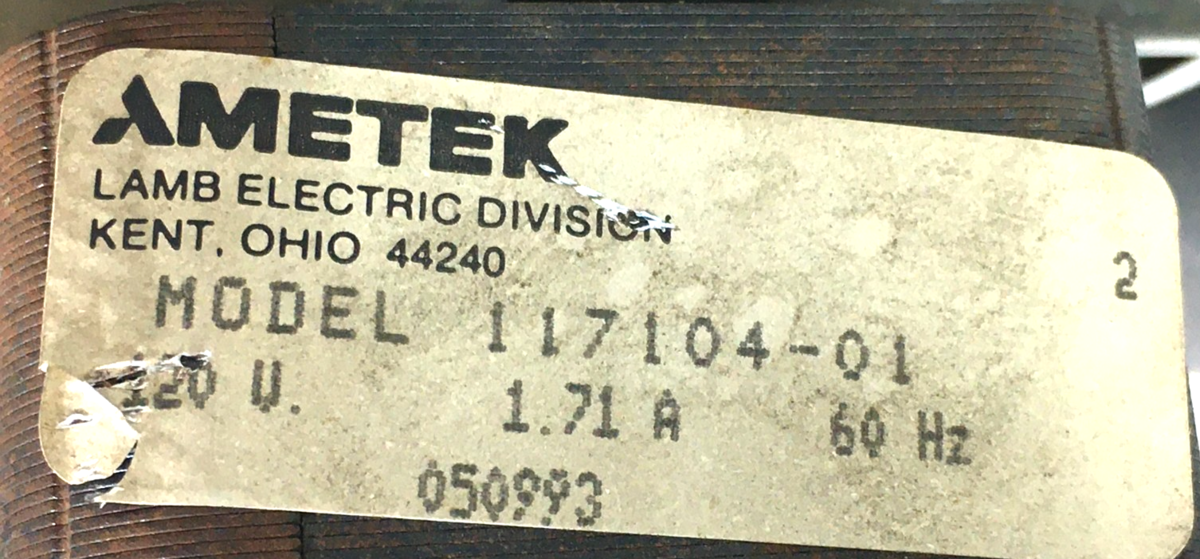 AMETEK
LAMB ELECTRIC DIVISION
KENT, OHIO 44240
2
MODEL 117104-01
120 V. 1.71 A 60 Hz
050993